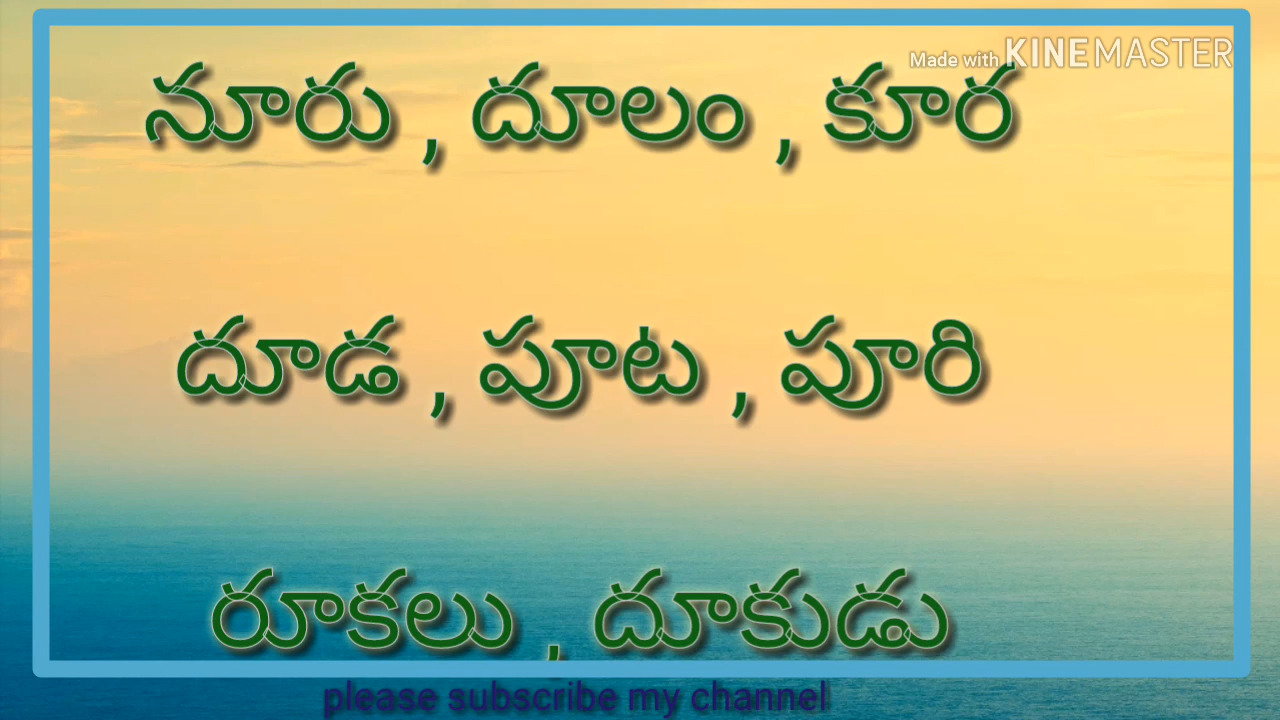 Made with KINEMASTER
నూరు , దూలం , కూర
దూడ , పూట , పూరి
రూకలు , దూకుడు
please subscribe my channel